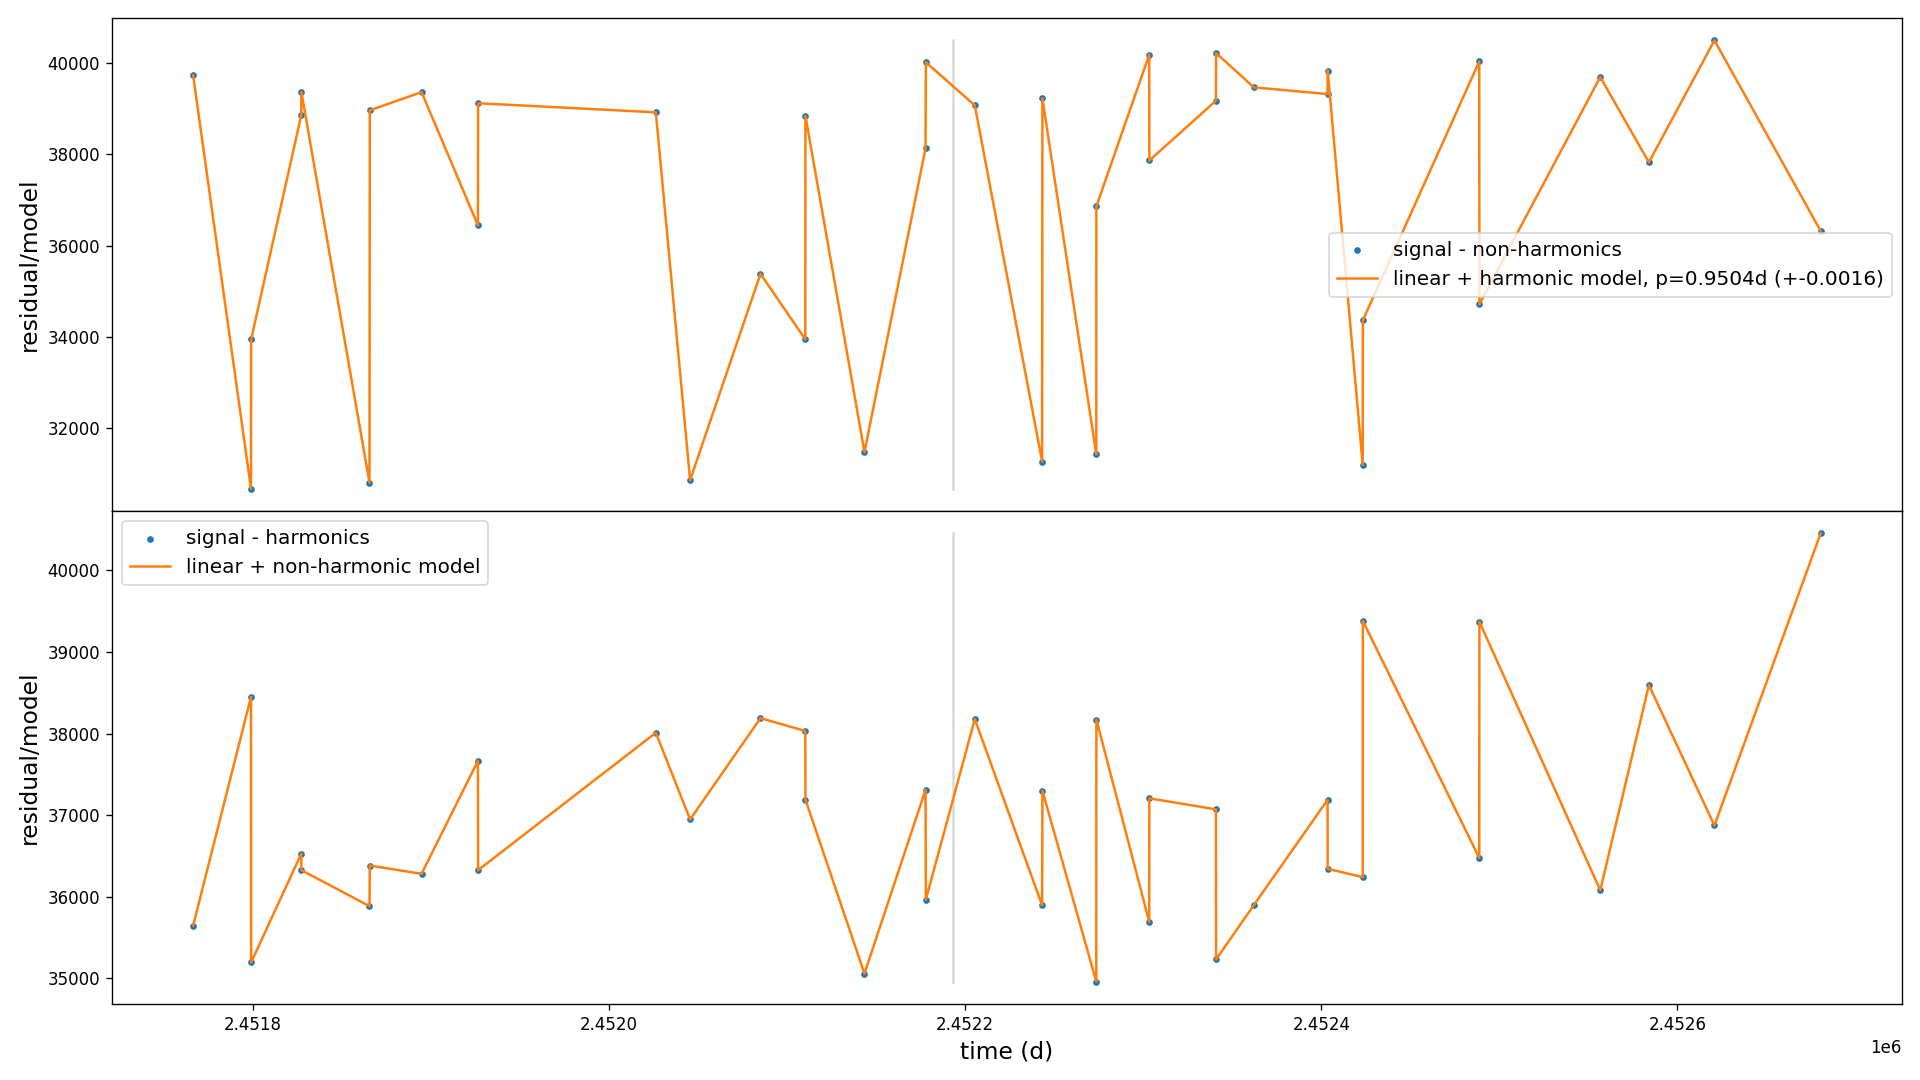 40000
38000
36000
34000
32000
residual/model
signal - non-harmonics
linear + harmonic model, p=0.9504d (+-0.0016)
signal - harmonics
linear + non-harmonic model
40000
39000
38000
37000
36000
35000
residual/model
2.4518 2.4520 2.4522 2.4524 2.4526
1e6
time (d)